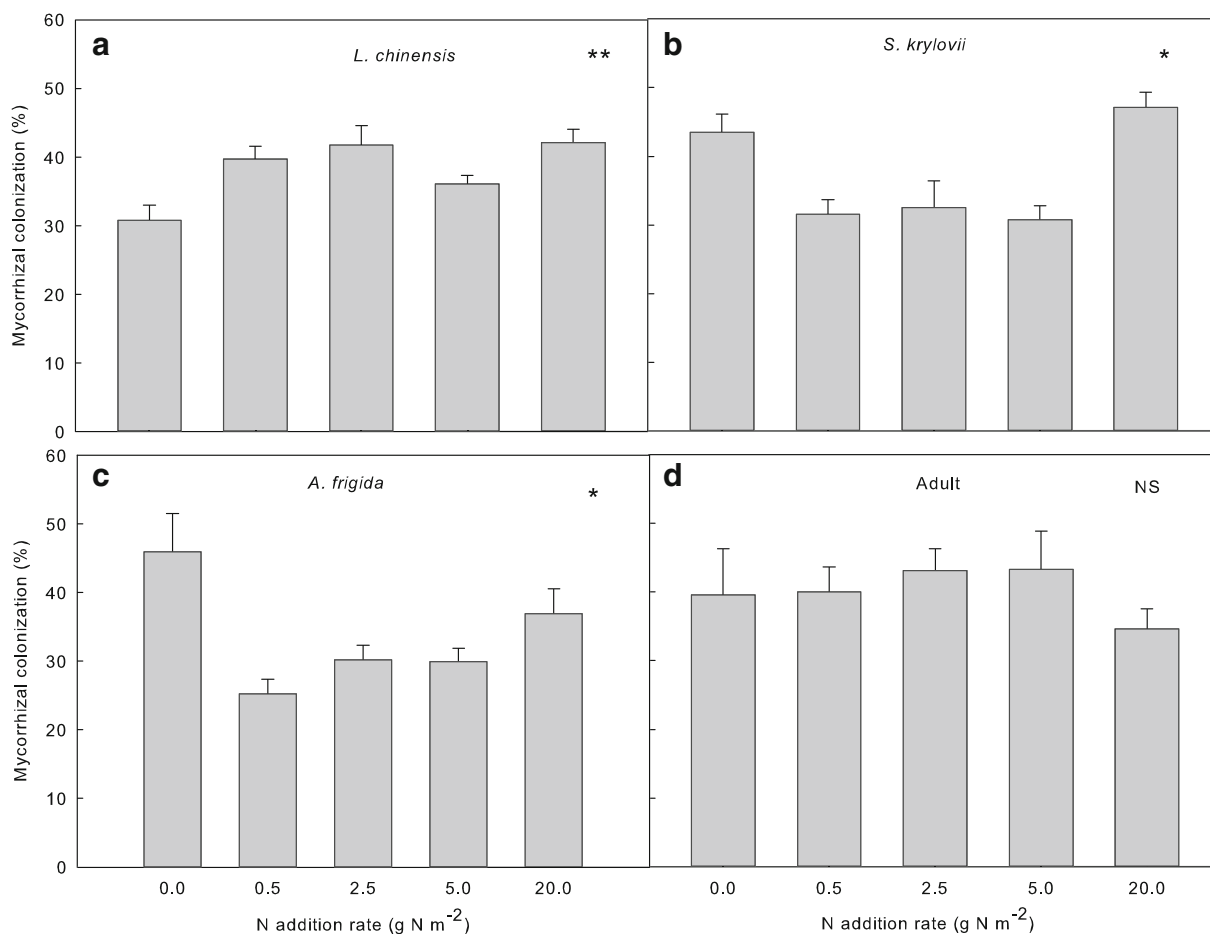 a
L. chinensis
**
b
S. krylovii
*
60
50
40
30
20
10
0
Mycorrhizal colonization (%)
c
A. frigida
*
d
Adult
NS
60
50
40
30
20
10
0
Mycorrhizal colonization (%)
0.0 0.5 2.5 5.0 20.0
0.0 0.5 2.5 5.0 20.0
N addition rate (g N m⁻²)
N addition rate (g N m⁻²)